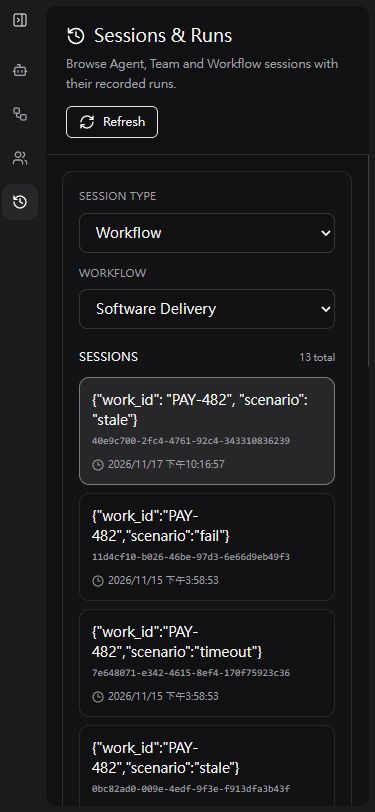 Sessions & Runs
Browse Agent, Team and Workflow sessions with
their recorded runs.
Refresh
SESSION TYPE
Workflow
WORKFLOW
Software Delivery
SESSIONS
13 total
{"work_id": "PAY-482", "scenario":
"stale"}
40e9c700-2fc4-4761-92c4-343310836239
2026/11/17 下午10:16:57
{"work_id":"PAY-
482","scenario":"fail"}
11d4cf10-b026-46be-97d3-6e66d9eb49f3
2026/11/15 下午3:58:53
{"work_id":"PAY-
482","scenario":"timeout"}
7e648071-e342-4615-8ef4-170f75923c36
2026/11/15 下午3:58:53
{"work_id":"PAY-
482","scenario":"stale"}
0bc82ad0-009e-4edf-9f3e-f913dfa3b43f